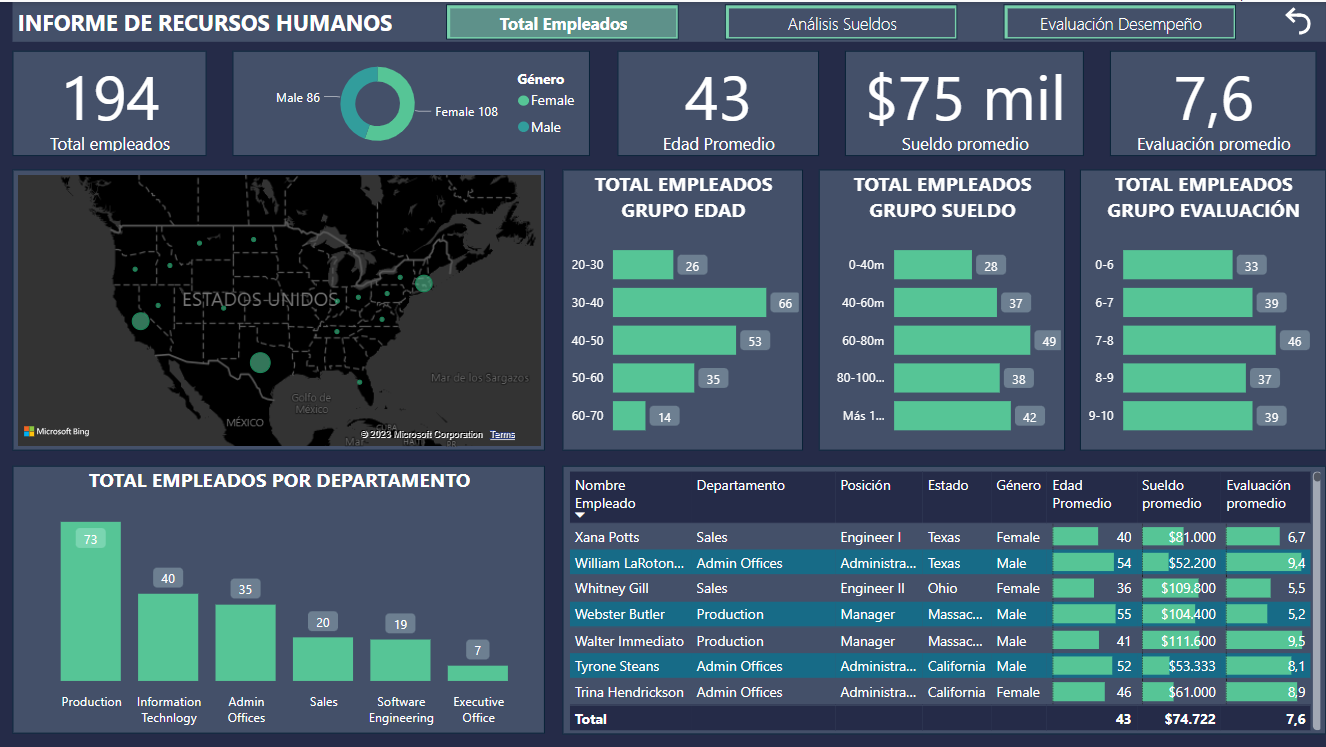 INFORME DE RECURSOS HUMANOS
Total Empleados
Análisis Sueldos
Evaluación Desempeño
194
Total empleados
Género
Male 86
Female 108
Female
Male
43
Edad Promedio
$75 mil
Sueldo promedio
7,6
Evaluación promedio
ESTADOS UNIDOS
Mar de los Sargazos
Golfo de
México
MÉXICO
CUBA
Microsoft Bing
© 2023 Microsoft Corporation Terms
TOTAL EMPLEADOS
GRUPO EDAD
20-30 26
30-40 66
40-50 53
50-60 35
60-70 14
TOTAL EMPLEADOS
GRUPO SUELDO
0-40m 28
40-60m 37
60-80m 49
80-100... 38
Más 1... 42
TOTAL EMPLEADOS
GRUPO EVALUACIÓN
0-6 33
6-7 39
7-8 46
8-9 37
9-10 39
TOTAL EMPLEADOS POR DEPARTAMENTO
73
40
35
20
19
7
Production
Information
Technlogy
Admin
Offices
Sales
Software
Engineering
Executive
Office
Nombre
Empleado
Departamento
Posición
Estado
Género
Edad
Promedio
Sueldo
promedio
Evaluación
promedio
Xana Potts Sales Engineer I Texas Female 40 $81.000 6,7
William LaRoton... Admin Offices Administra... Texas Male 54 $52.200 9,4
Whitney Gill Sales Engineer II Ohio Female 36 $109.800 5,5
Webster Butler Production Manager Massac... Male 55 $104.400 5,2
Walter Immediato Production Manager Massac... Male 41 $111.600 9,5
Tyrone Steans Admin Offices Administra... California Male 52 $53.333 8,1
Trina Hendrickson Admin Offices Administra... California Female 46 $61.000 8,9
Total 43 $74.722 7,6